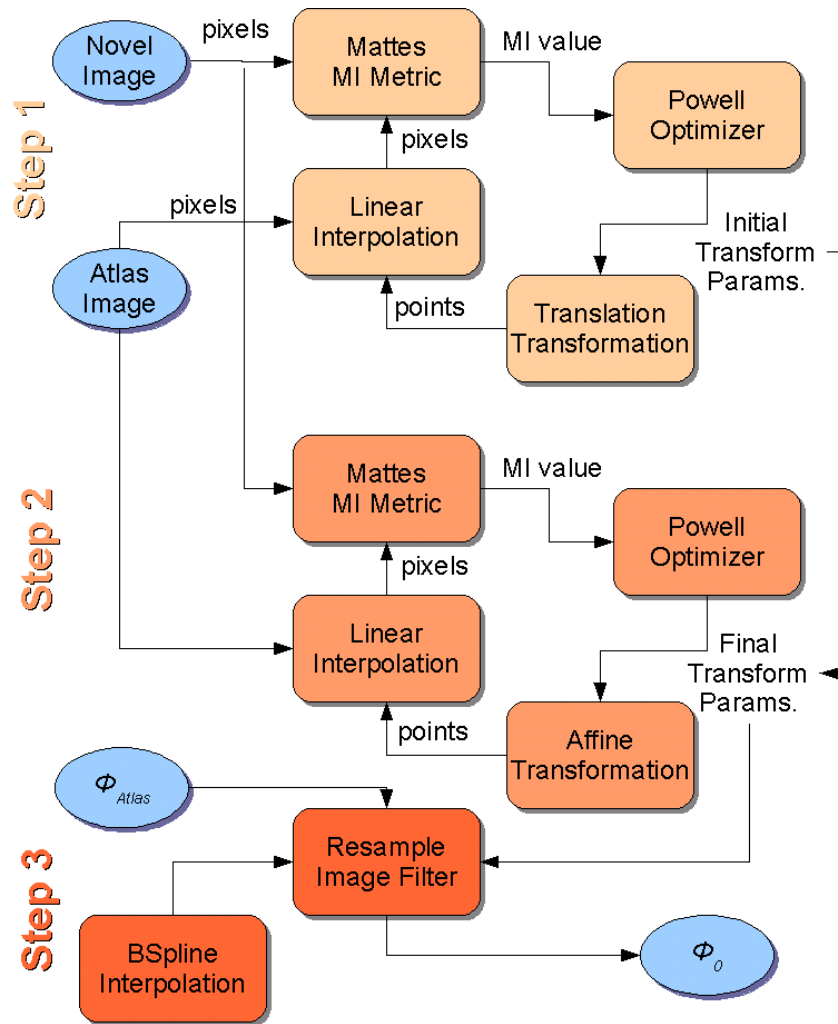 Step 1
Novel
Image
pixels
Mattes
MI Metric
MI value
Powell
Optimizer
pixels
pixels
Linear
Interpolation
Initial
Transform
Params.
Atlas
Image
points
Translation
Transformation
Step 2
Mattes
MI Metric
MI value
Powell
Optimizer
pixels
Linear
Interpolation
Final
Transform
Params.
points
Affine
Transformation
Step 3
Φ Atlas
Resample
Image Filter
BSpline
Interpolation
Φ 0